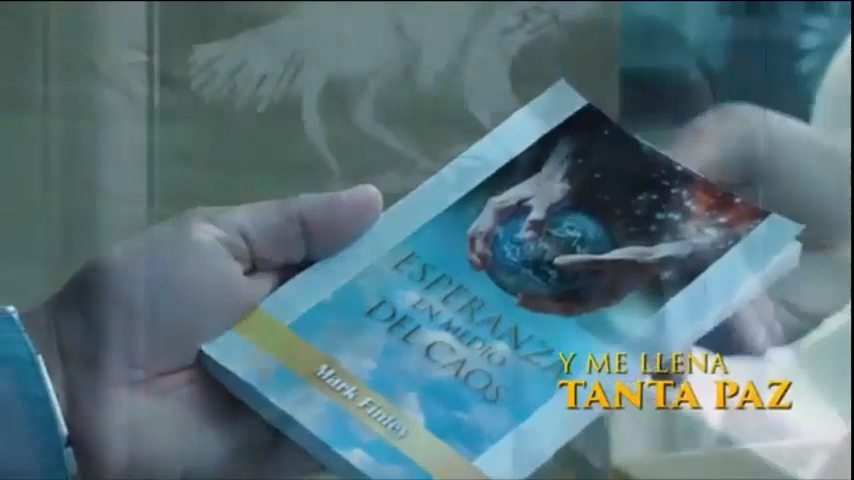 ESPERANZA
EN MEDIO
DEL CAOS
Mark Finley
Y ME LLENA
TANTA PAZ